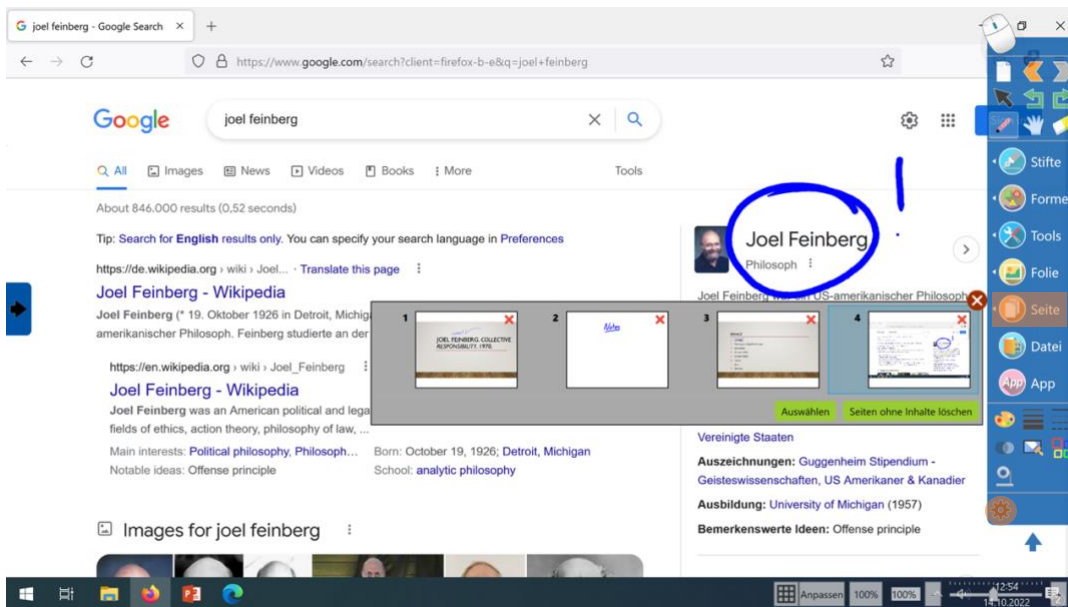 joel feinberg - Google Search
https://www.google.com/search?client=firefox-b-e&q=joel+feinberg
Google
joel feinberg
All Images News Videos Books More Tools
About 846.000 results (0,52 seconds)
Tip: Search for English results only. You can specify your search language in Preferences
https://de.wikipedia.org › wiki › Joel... · Translate this page
Joel Feinberg - Wikipedia
Joel Feinberg (* 19. Oktober 1926 in Detroit, Michig
amerikanischer Philosoph. Feinberg studierte an der
https://en.wikipedia.org › wiki › Joel_Feinberg
Joel Feinberg - Wikipedia
Joel Feinberg was an American political and lega
fields of ethics, action theory, philosophy of law, ...
Main interests: Political philosophy, Philosoph... Born: October 19, 1926; Detroit, Michigan
Notable ideas: Offense principle School: analytic philosophy
Images for joel feinberg
!
Joel Feinberg
Philosoph
Joel Feinberg war ein US-amerikanischer Philosoph
1 2 3 4
JOEL FEINBERG, COLLECTIVE
RESPONSIBILITY, 1970.
Notes
Auswählen Seiten ohne Inhalte löschen
Vereinigte Staaten
Auszeichnungen: Guggenheim Stipendium -
Geisteswissenschaften, US Amerikaner & Kanadier
Ausbildung: University of Michigan (1957)
Bemerkenswerte Ideen: Offense principle
Stifte
Forme
Tools
Folie
Seite
Datei
App App
Anpassen 100% 100%
12:54
14.10.2022
2